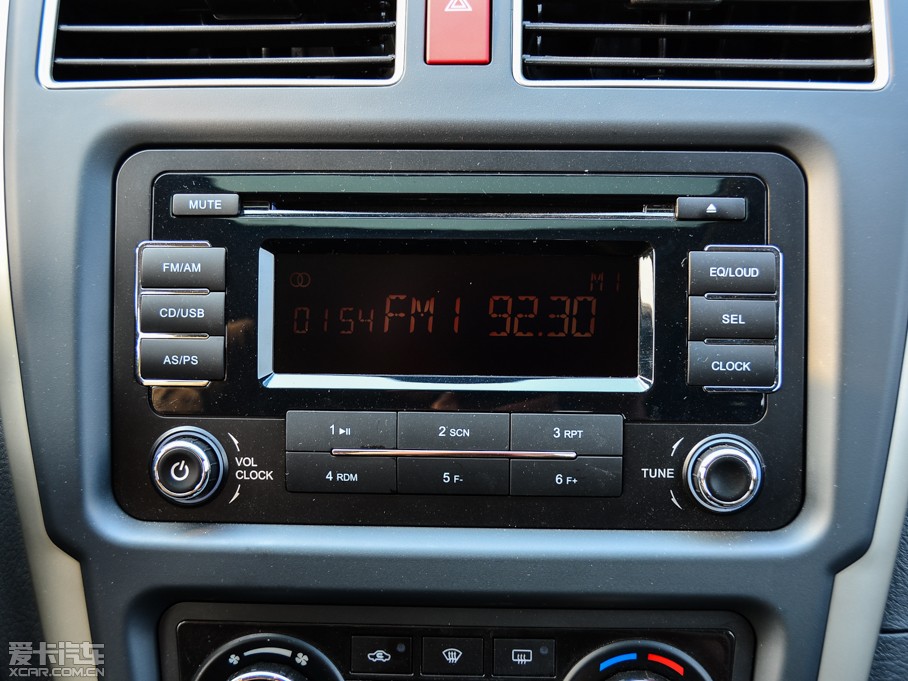 MUTE
FM/AM
CD/USB
AS/PS
M1
0154 FM1 92.30
EQ/LOUD
SEL
CLOCK
1 2 SCN 3 RPT
4 RDM 5 F- 6 F+
VOL
CLOCK
TUNE
爱卡汽车
XCAR.COM.CN